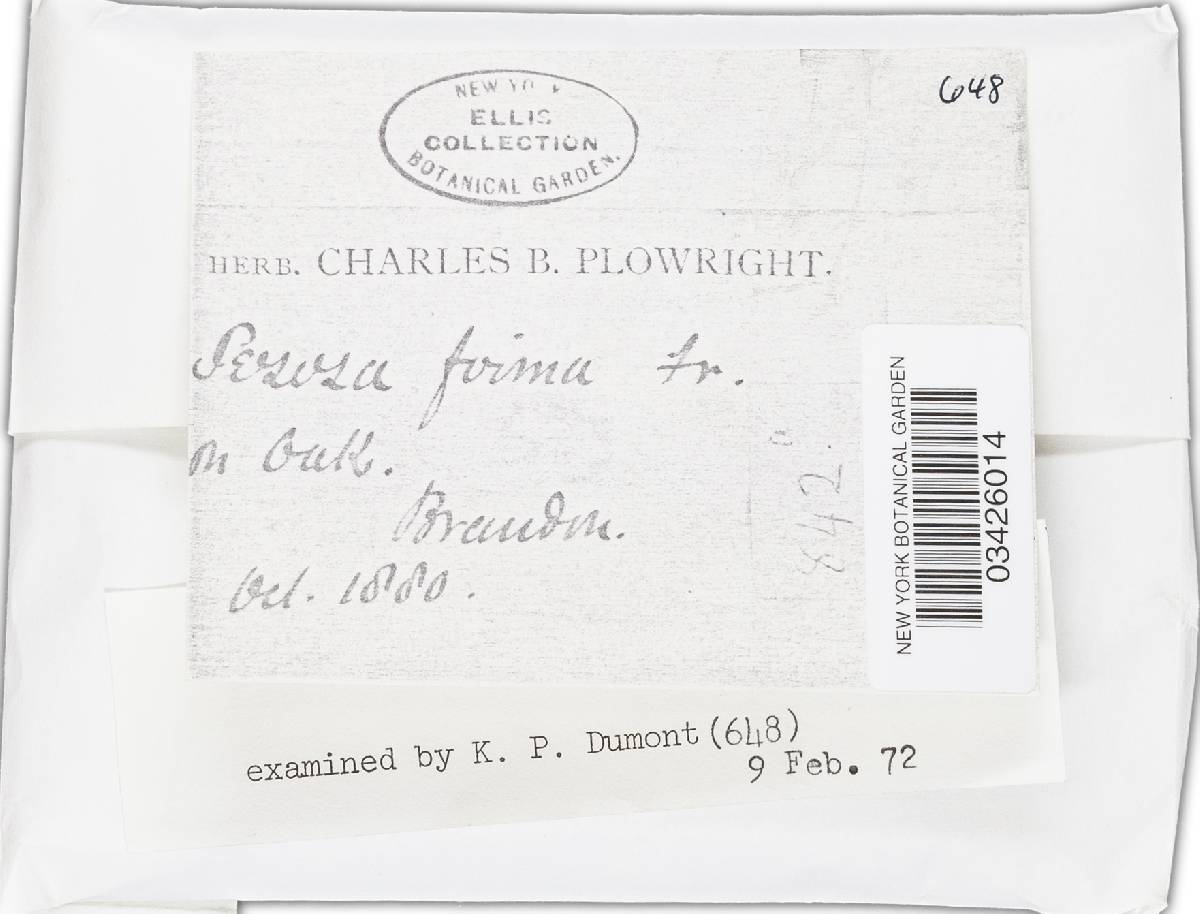 648
NEW YO
ELLIS
COLLECTION
BOTANICAL GARDEN.
HERB. CHARLES B. PLOWRIGHT.
Peziza firma Fr.
on Oak.
Brandon.
Oct. 1880.
842.
NEW YORK BOTANICAL GARDEN
03426014
examined by K. P. Dumont (648)
9 Feb. 72